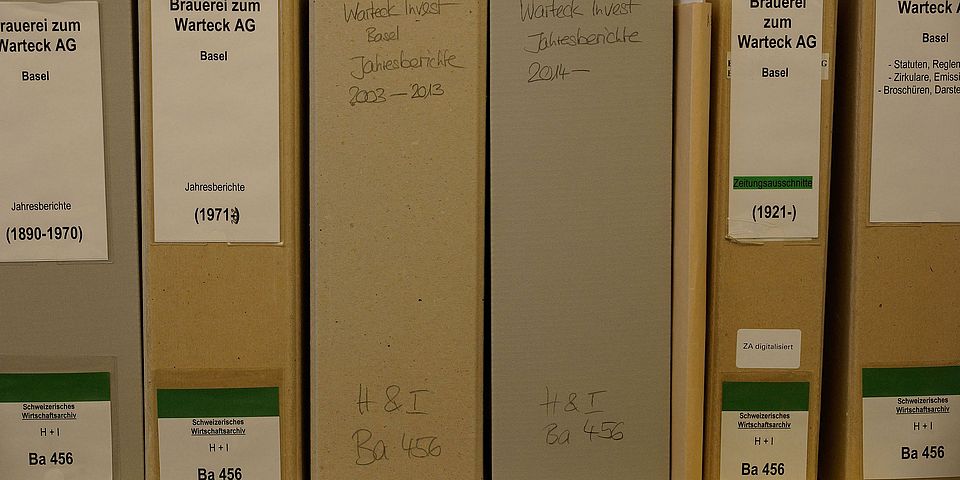 rauerei zum
Warteck AG
Basel
Jahresberichte
(1890-1970)
Schweizerisches
Wirtschaftsarchiv
H + I
Ba 456
Brauerei zum
Warteck AG
Basel
Jahresberichte
(1971-)
Schweizerisches
Wirtschaftsarchiv
H + I
Ba 456
Warteck Invest
Basel
Jahresberichte
2003 — 2013
H & I
Ba 456
Warteck Invest
Jahresberichte
2014 —
H & I
Ba 456
Brauerei
zum
Warteck AG
Basel
Zeitungsausschnitte
(1921-)
ZA digitalisiert
Schweizerisches
Wirtschaftsarchiv
H + I
Ba 456
Warteck A
Basel
- Statuten, Reglen
- Zirkulare, Emissi
- Broschüren, Darste
Schweizerisches
Wirtschaftsarchiv
H + I
Ba 456